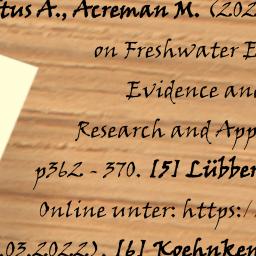 tus A., Acreman M. (202
on Freshwater E
Evidence and
Research and App
p362 - 370. [5] Lübber
Online unter: https:/
.03.2022). [6] Koehnken